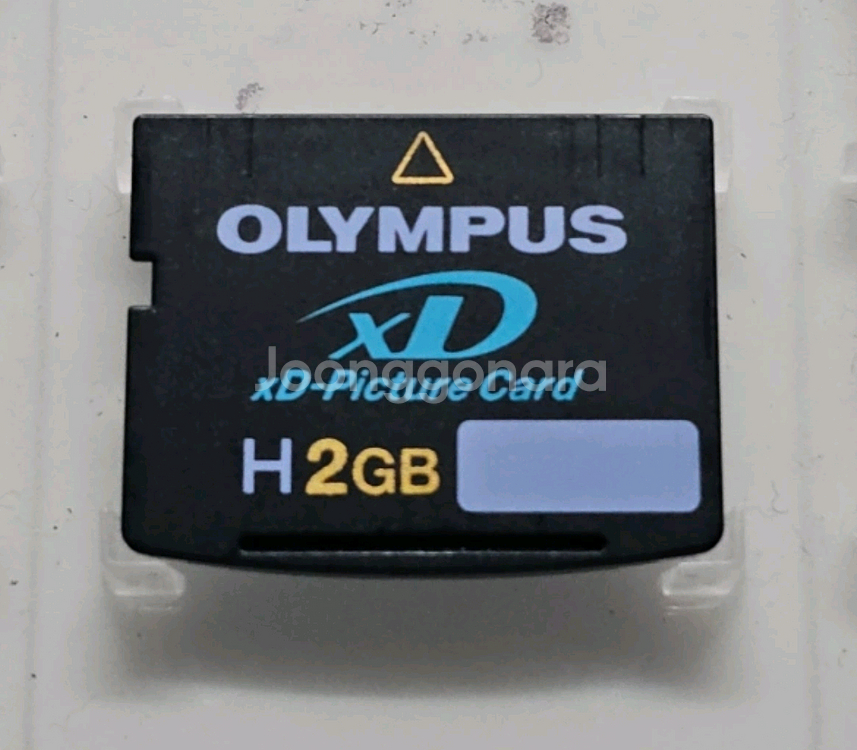 OLYMPUS
xD
xD-Picture Card
Joonggonara
H 2GB